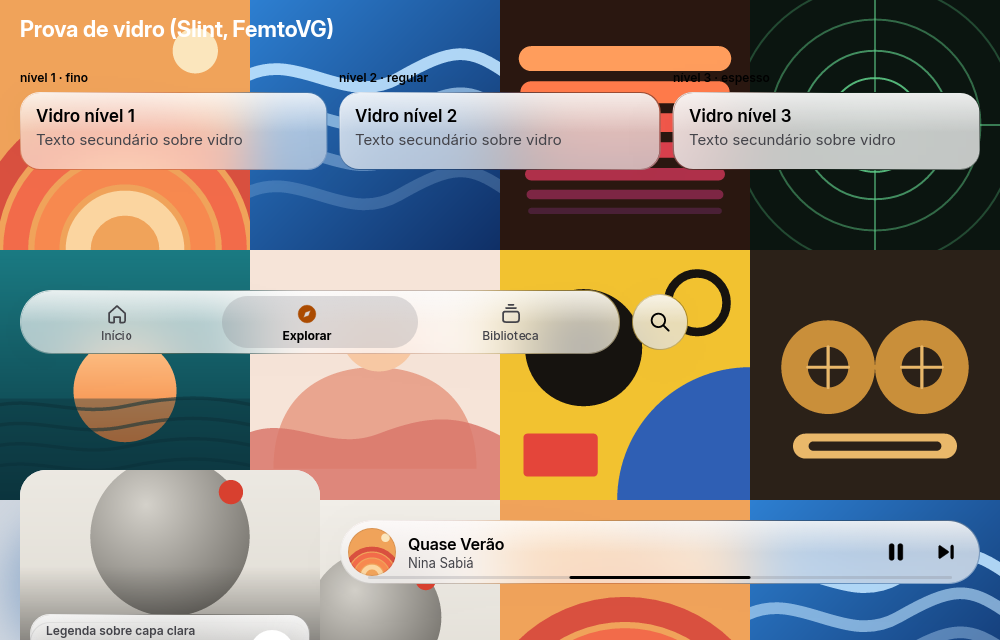 Prova de vidro (Slint, FemtoVG)
nível 1 · fino
nível 2 · regular
nível 3 · espesso
Vidro nível 1
Texto secundário sobre vidro
Vidro nível 2
Texto secundário sobre vidro
Vidro nível 3
Texto secundário sobre vidro
Início
Explorar
Biblioteca
Quase Verão
Nina Sabiá
Legenda sobre capa clara